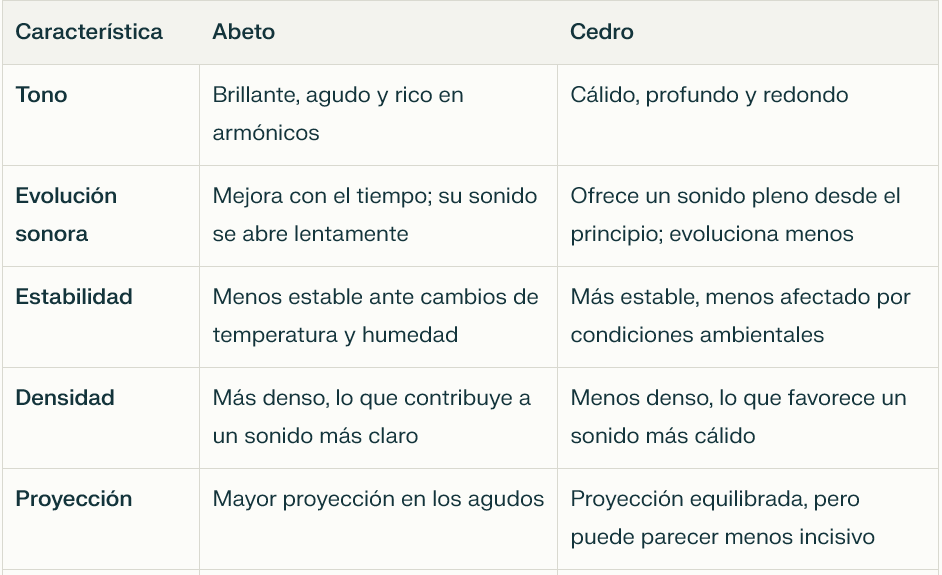 Característica Abeto Cedro
Tono Brillante, agudo y rico en Cálido, profundo y redondo
armónicos
Evolución Mejora con el tiempo; su sonido Ofrece un sonido pleno desde el
sonora se abre lentamente principio; evoluciona menos
Estabilidad Menos estable ante cambios de Más estable, menos afectado por
temperatura y humedad condiciones ambientales
Densidad Más denso, lo que contribuye a Menos denso, lo que favorece un
un sonido más claro sonido más cálido
Proyección Mayor proyección en los agudos Proyección equilibrada, pero
puede parecer menos incisivo